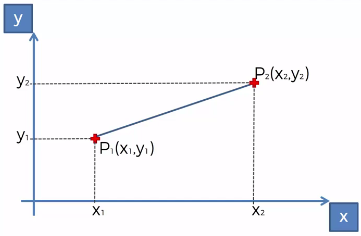 y
y₂
P₂(x₂,y₂)
y₁
P₁(x₁,y₁)
x₁
x₂
x